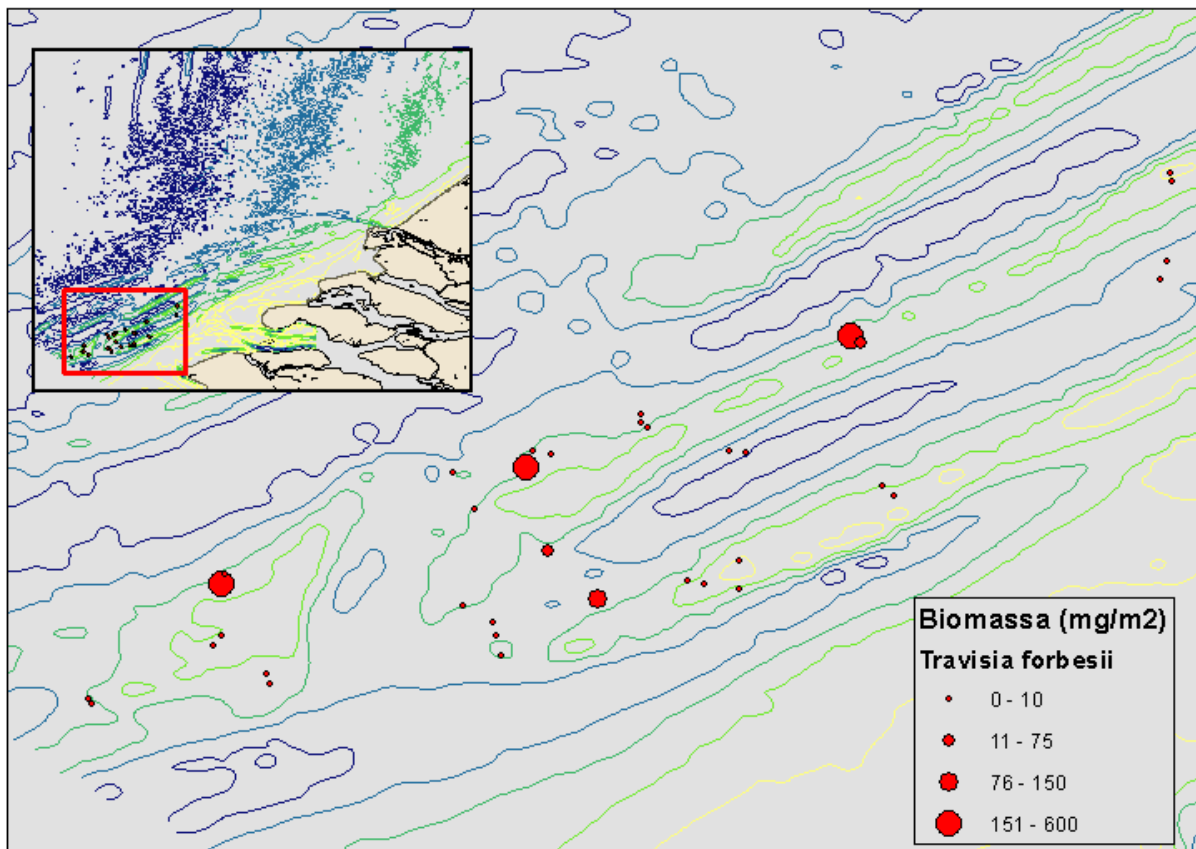 Biomassa (mg/m2)
Travisia forbesii
0 - 10
11 - 75
76 - 150
151 - 600